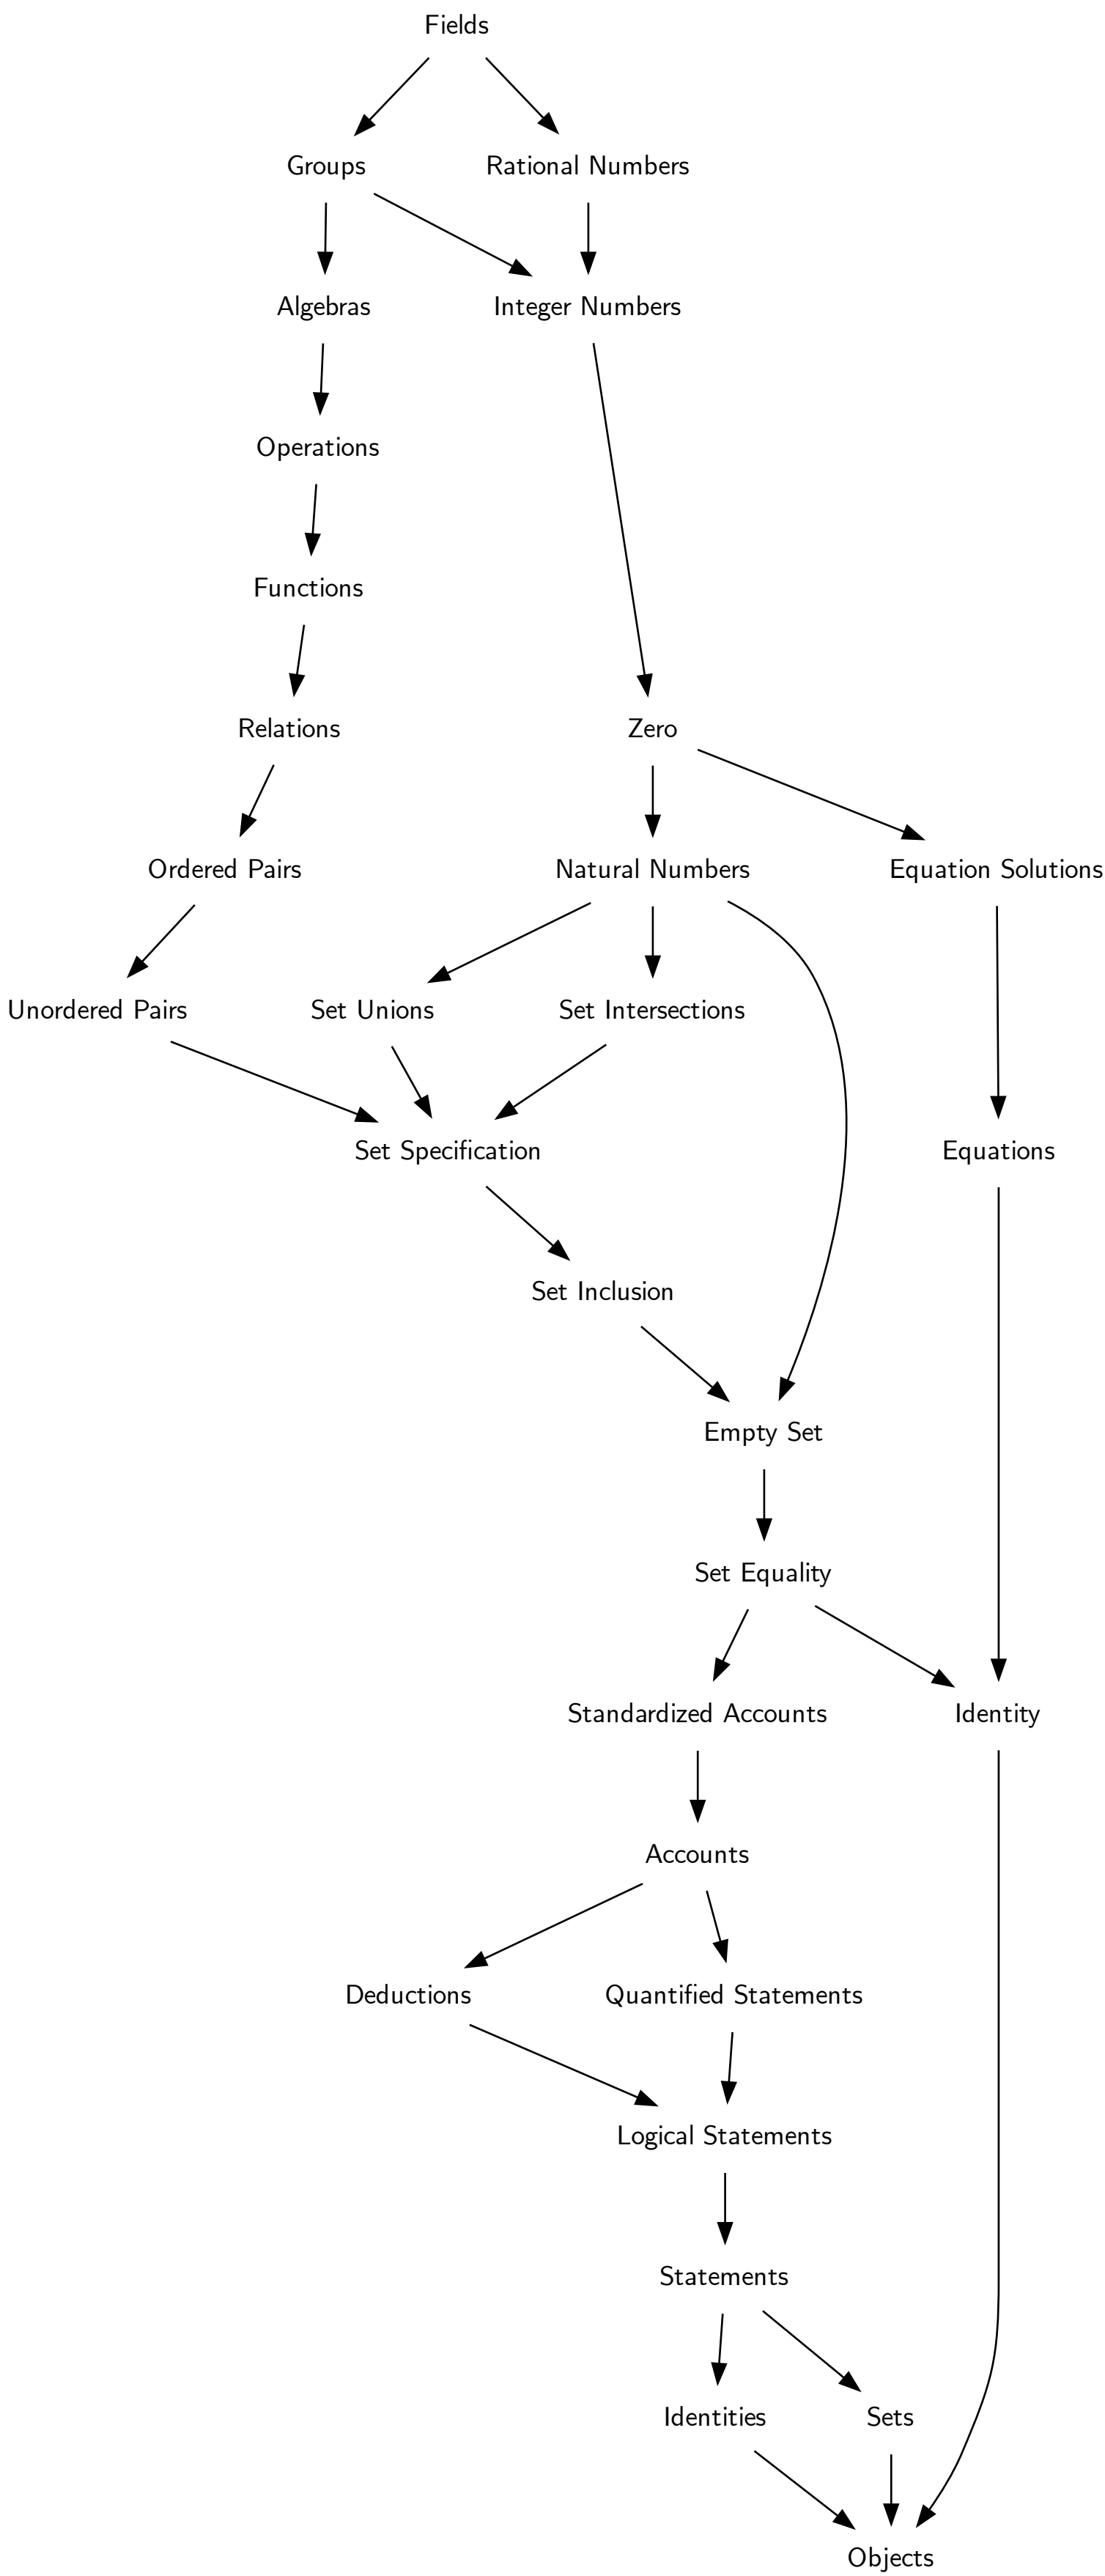 Fields
Groups
Rational Numbers
Algebras
Integer Numbers
Operations
Functions
Relations
Zero
Ordered Pairs
Natural Numbers
Equation Solutions
Unordered Pairs
Set Unions
Set Intersections
Set Specification
Equations
Set Inclusion
Empty Set
Set Equality
Standardized Accounts
Identity
Accounts
Deductions
Quantified Statements
Logical Statements
Statements
Identities
Sets
Objects